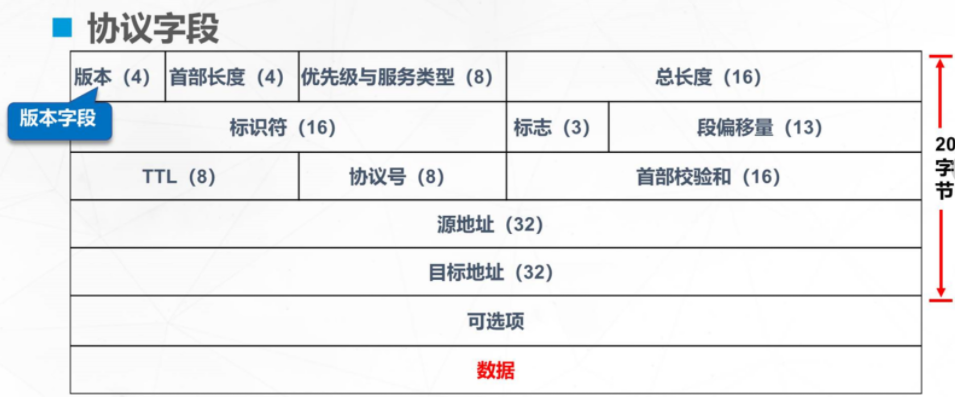 协议字段
版本（4） 首部长度（4） 优先级与服务类型（8） 总长度（16）
版本字段
标识符（16） 标志（3） 段偏移量（13）
TTL（8） 协议号（8） 首部校验和（16）
源地址（32）
目标地址（32）
可选项
数据
20
字
节